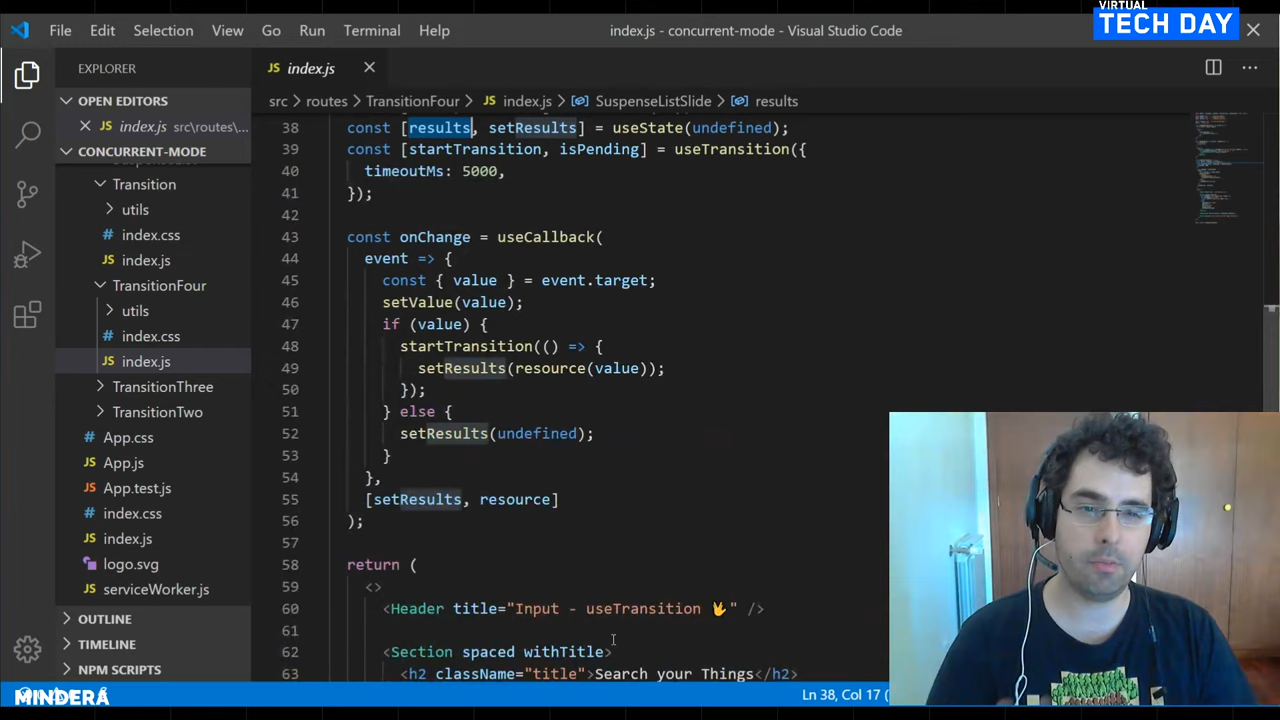 VIRTUAL
TECH DAY
File Edit Selection View Go Run Terminal Help
index.js - concurrent-mode - Visual Studio Code
EXPLORER
OPEN EDITORS
JS index.js src\routes\...
CONCURRENT-MODE
Transition
utils
# index.css
JS index.js
TransitionFour
utils
# index.css
JS index.js
TransitionThree
TransitionTwo
# App.css
JS App.js
JS App.test.js
# index.css
JS index.js
logo.svg
JS serviceWorker.js
OUTLINE
TIMELINE
NPM SCRIPTS
JS index.js
src > routes > TransitionFour > JS index.js > SuspenseListSlide > results
38 const [results, setResults] = useState(undefined);
39 const [startTransition, isPending] = useTransition({
40 timeoutMs: 5000,
41 });
42
43 const onChange = useCallback(
44 event => {
45 const { value } = event.target;
46 setValue(value);
47 if (value) {
48 startTransition(() => {
49 setResults(resource(value));
50 });
51 } else {
52 setResults(undefined);
53 }
54 },
55 [setResults, resource]
56 );
57
58 return (
59 <>
60 <Header title="Input - useTransition 🖖" />
61
62 <Section spaced withTitle>
63 <h2 className="title">Search your Things</h2>
MINDERA
Ln 38, Col 17